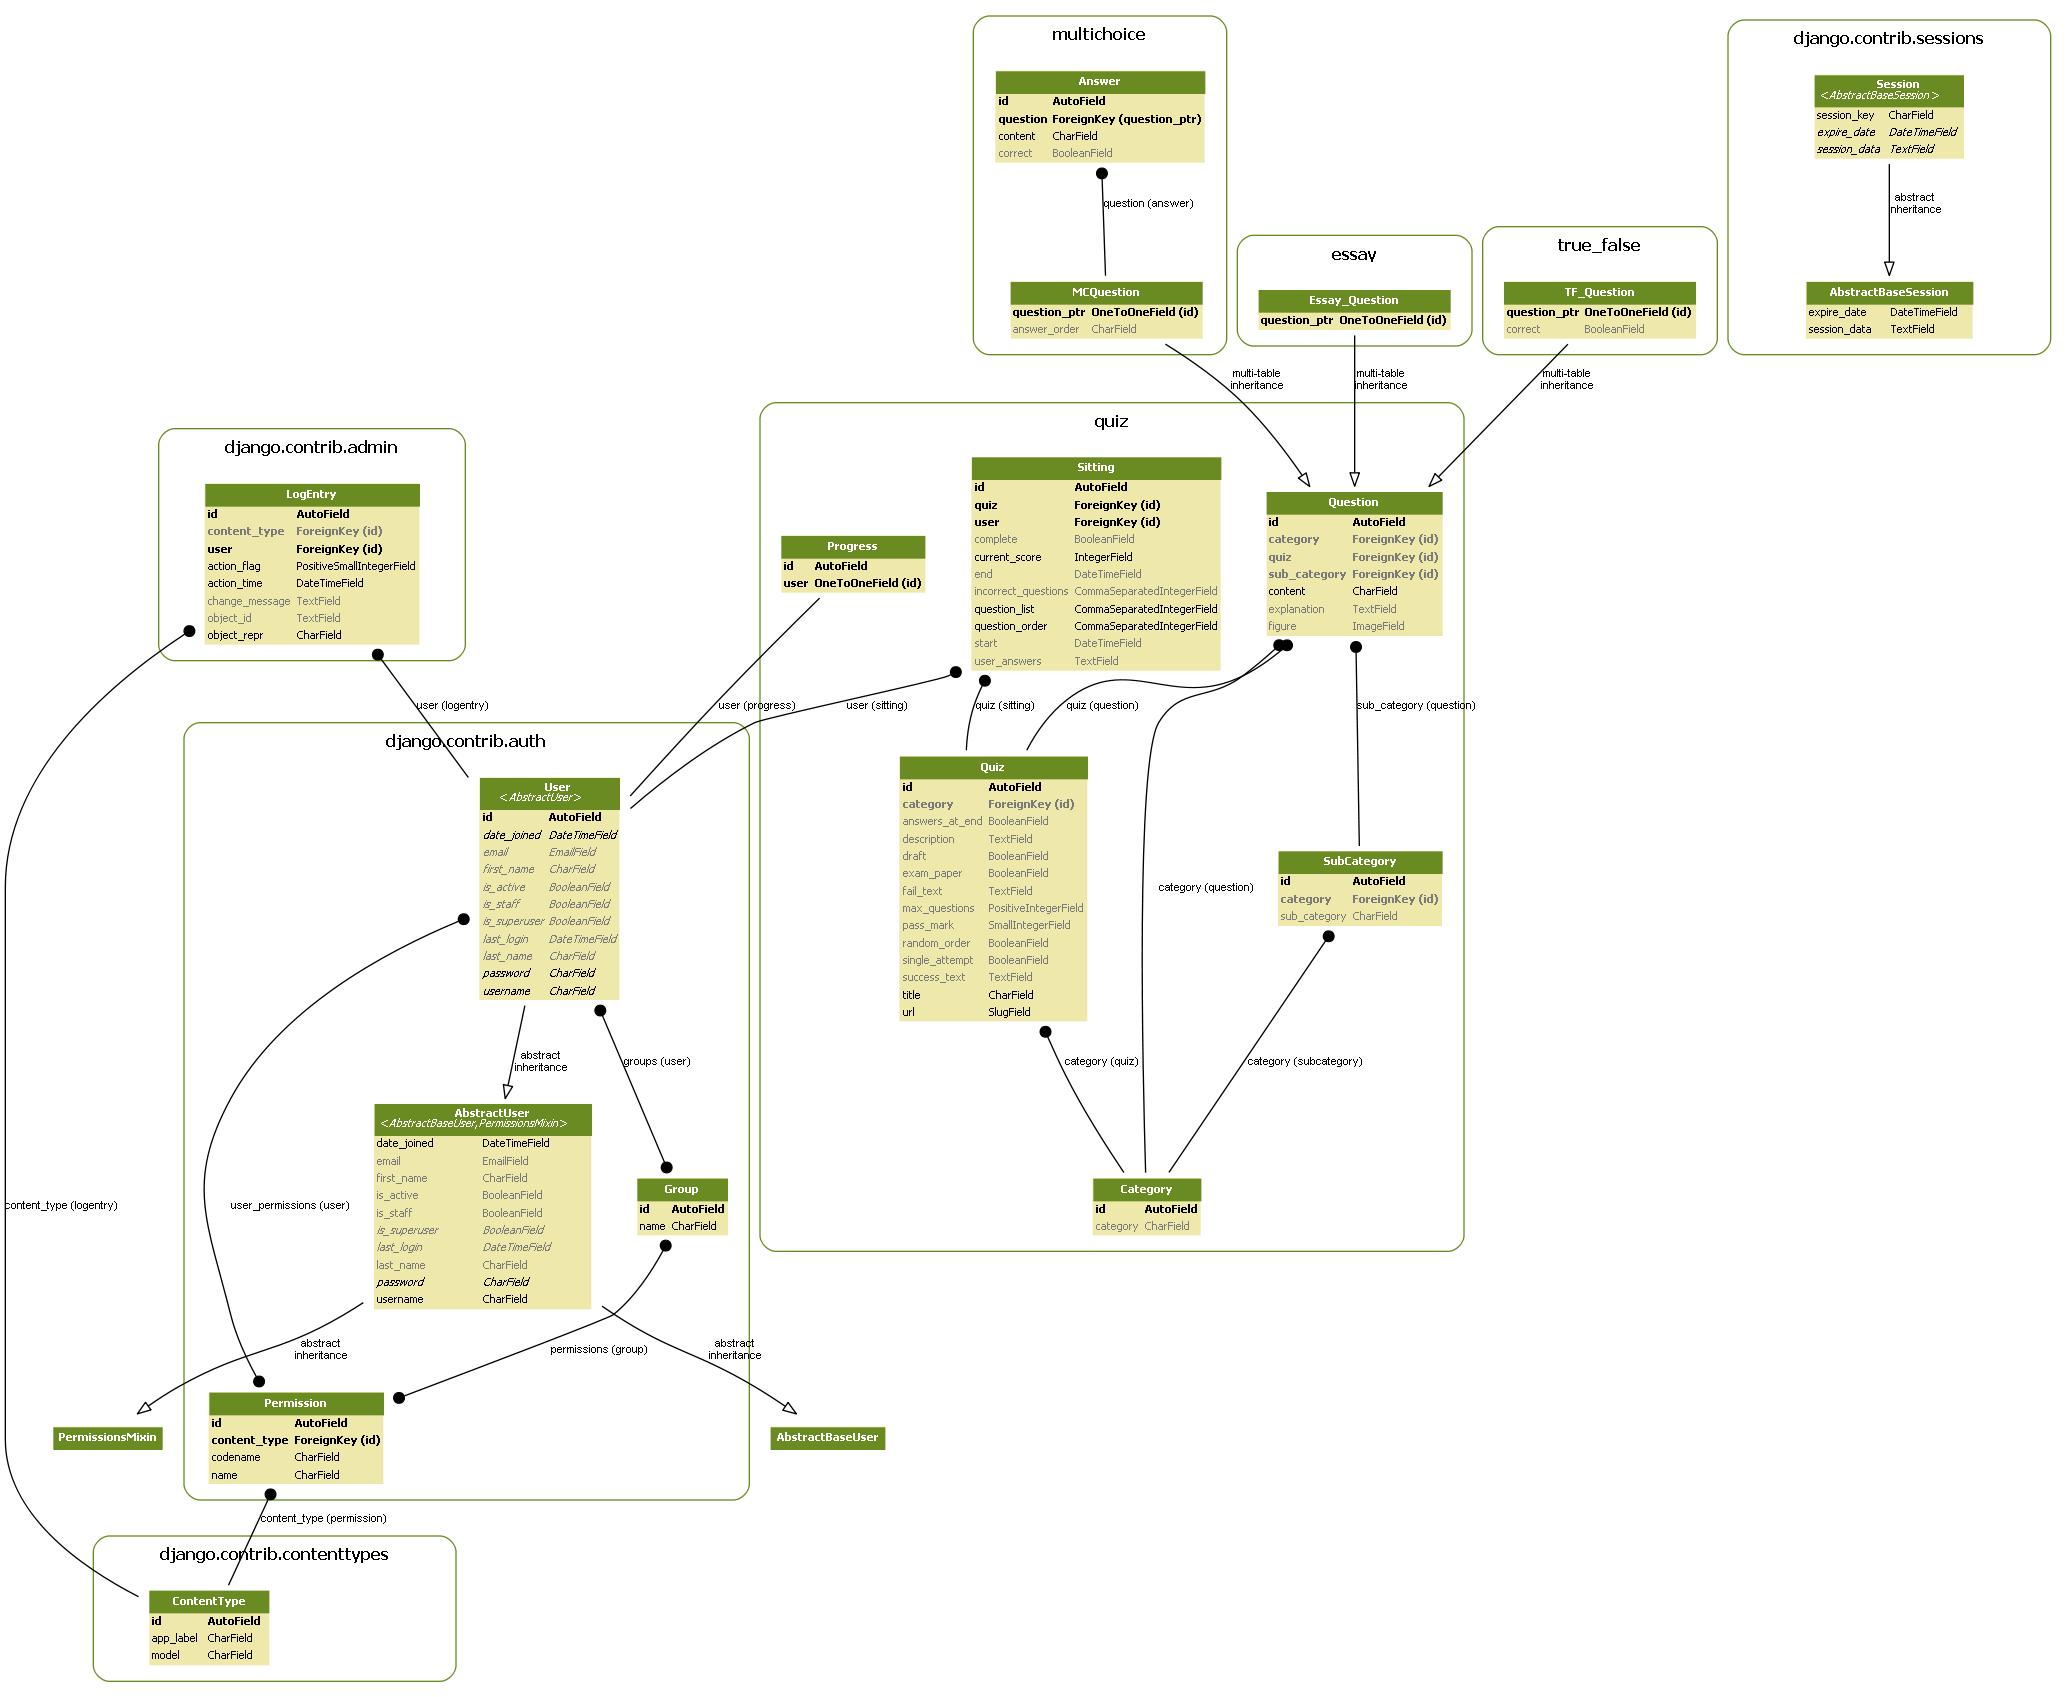 multichoice
Answer
id AutoField
question ForeignKey (question_ptr)
content CharField
correct BooleanField
question (answer)
MCQuestion
question_ptr OneToOneField (id)
answer_order CharField
essay
Essay_Question
question_ptr OneToOneField (id)
true_false
TF_Question
question_ptr OneToOneField (id)
correct BooleanField
django.contrib.sessions
Session
<AbstractBaseSession>
session_key CharField
expire_date DateTimeField
session_data TextField
abstract
inheritance
AbstractBaseSession
expire_date DateTimeField
session_data TextField
multi-table
inheritance
multi-table
inheritance
multi-table
inheritance
django.contrib.admin
LogEntry
id AutoField
content_type ForeignKey (id)
user ForeignKey (id)
action_flag PositiveSmallIntegerField
action_time DateTimeField
change_message TextField
object_id TextField
object_repr CharField
quiz
Progress
id AutoField
user OneToOneField (id)
Sitting
id AutoField
quiz ForeignKey (id)
user ForeignKey (id)
complete BooleanField
current_score IntegerField
end DateTimeField
incorrect_questions CommaSeparatedIntegerField
question_list CommaSeparatedIntegerField
question_order CommaSeparatedIntegerField
start DateTimeField
user_answers TextField
Question
id AutoField
category ForeignKey (id)
quiz ForeignKey (id)
sub_category ForeignKey (id)
content CharField
explanation TextField
figure ImageField
user (logentry)
user (progress)
user (sitting)
quiz (sitting)
quiz (question)
sub_category (question)
django.contrib.auth
User
<AbstractUser>
id AutoField
date_joined DateTimeField
email EmailField
first_name CharField
is_active BooleanField
is_staff BooleanField
is_superuser BooleanField
last_login DateTimeField
last_name CharField
password CharField
username CharField
Quiz
id AutoField
category ForeignKey (id)
answers_at_end BooleanField
description TextField
draft BooleanField
exam_paper BooleanField
fail_text TextField
max_questions PositiveIntegerField
pass_mark SmallIntegerField
random_order BooleanField
single_attempt BooleanField
success_text TextField
title CharField
url SlugField
category (question)
SubCategory
id AutoField
category ForeignKey (id)
sub_category CharField
abstract
inheritance
groups (user)
category (quiz)
category (subcategory)
AbstractUser
<AbstractBaseUser,PermissionsMixin>
date_joined DateTimeField
email EmailField
first_name CharField
is_active BooleanField
is_staff BooleanField
is_superuser BooleanField
last_login DateTimeField
last_name CharField
password CharField
username CharField
Group
id AutoField
name CharField
Category
id AutoField
category CharField
content_type (logentry)
user_permissions (user)
abstract
inheritance
permissions (group)
abstract
inheritance
PermissionsMixin
Permission
id AutoField
content_type ForeignKey (id)
codename CharField
name CharField
AbstractBaseUser
content_type (permission)
django.contrib.contenttypes
ContentType
id AutoField
app_label CharField
model CharField